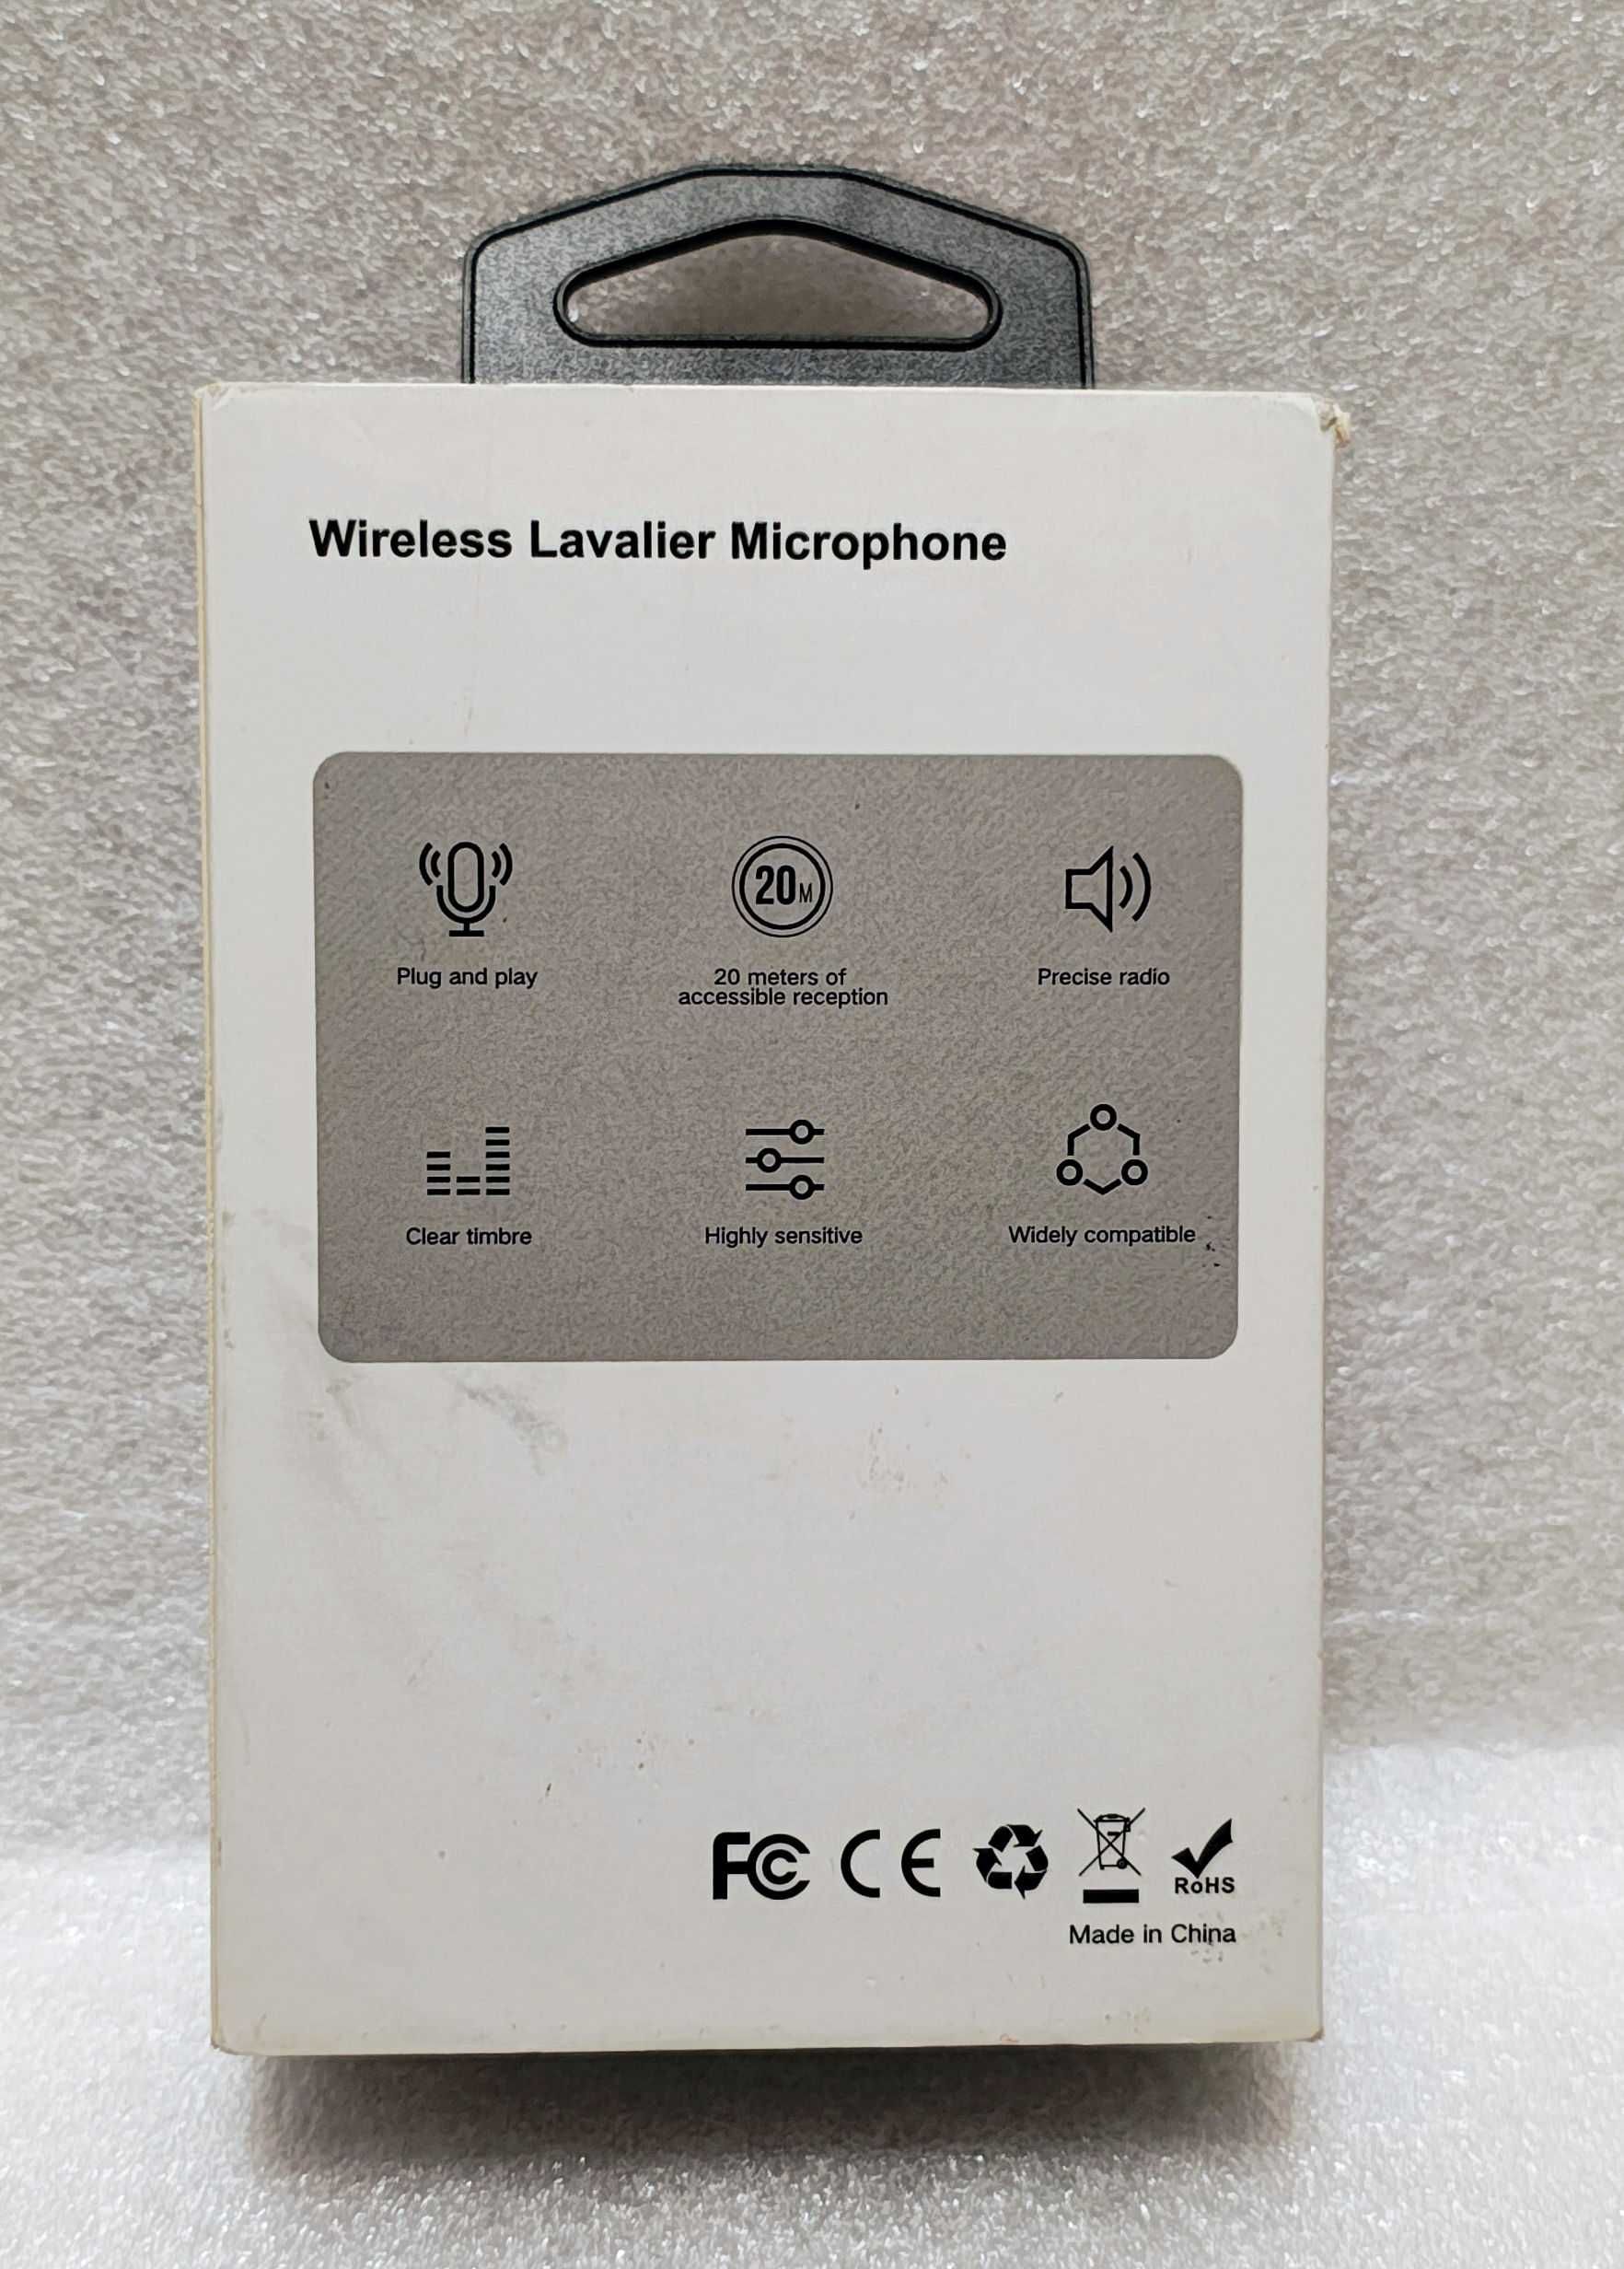 Wireless Lavalier Microphone
20M
Plug and play
20 meters of
accessible reception
Precise radio
Clear timbre
Highly sensitive
Widely compatible
FC CE
RoHS
Made in China